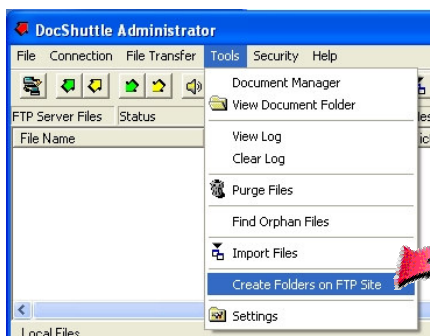 DocShuttle Administrator
File Connection File Transfer Tools Security Help
FTP Server Files Status
File Name
Document Manager
View Document Folder
View Log
Clear Log
Purge Files
Find Orphan Files
Import Files
Create Folders on FTP Site
Settings
Local Files